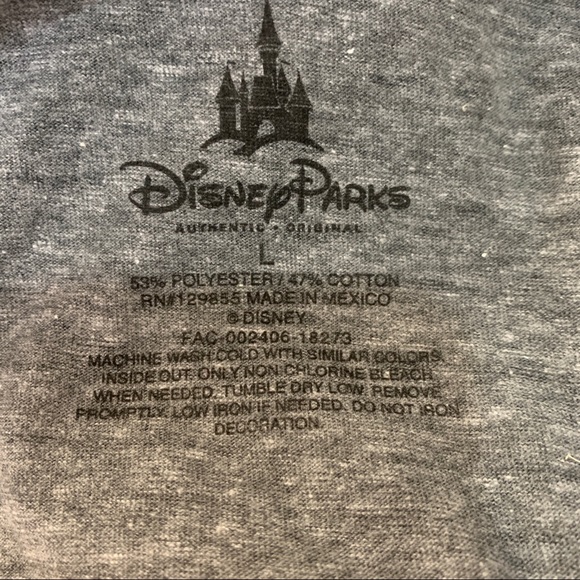 Disney Parks
AUTHENTIC • ORIGINAL
L
53% POLYESTER / 47% COTTON
RN#129855 MADE IN MEXICO
© DISNEY
FAC-002406-18273
MACHINE WASH COLD WITH SIMILAR COLORS.
INSIDE OUT. ONLY NON CHLORINE BLEACH
WHEN NEEDED. TUMBLE DRY LOW. REMOVE
PROMPTLY. LOW IRON IF NEEDED. DO NOT IRON
DECORATION.